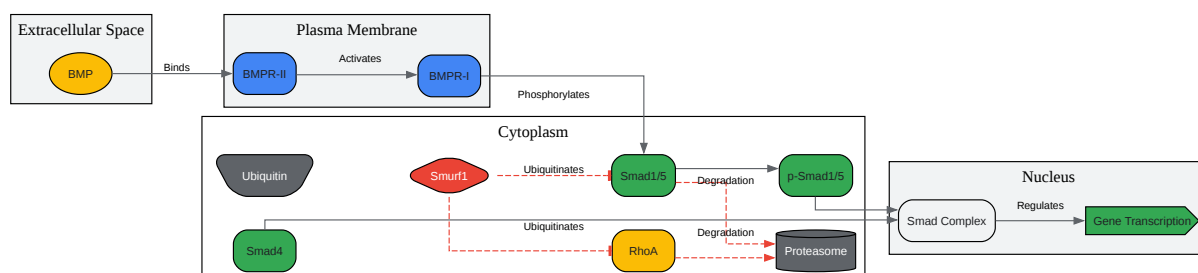 Extracellular Space
Plasma Membrane
BMP
Binds
BMPR-II
Activates
BMPR-I
Phosphorylates
Cytoplasm
Ubiquitin
Smurf1
Ubiquitinates
Smad1/5
Degradation
p-Smad1/5
Smad4
Ubiquitinates
RhoA
Degradation
Proteasome
Nucleus
Smad Complex
Regulates
Gene Transcription